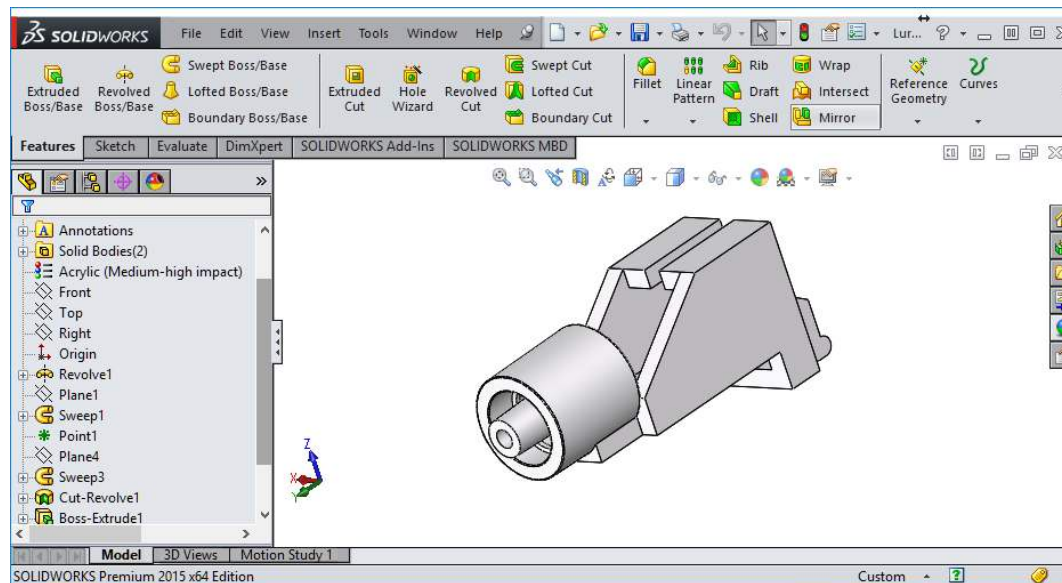 SOLIDWORKS File Edit View Insert Tools Window Help Lur... ?
Extruded Boss/Base
Revolved Boss/Base
Swept Boss/Base
Lofted Boss/Base
Boundary Boss/Base
Extruded Cut
Hole Wizard
Revolved Cut
Swept Cut
Lofted Cut
Boundary Cut
Fillet
Linear Pattern
Rib
Draft
Shell
Wrap
Intersect
Mirror
Reference Geometry
Curves
Features Sketch Evaluate DimXpert SOLIDWORKS Add-Ins SOLIDWORKS MBD
»
A Annotations
Solid Bodies(2)
Acrylic (Medium-high impact)
Front
Top
Right
Origin
Revolve1
Plane1
Sweep1
Point1
Plane4
Sweep3
Cut-Revolve1
Boss-Extrude1
Z
X
Y
Model 3D Views Motion Study 1
SOLIDWORKS Premium 2015 x64 Edition Custom ?